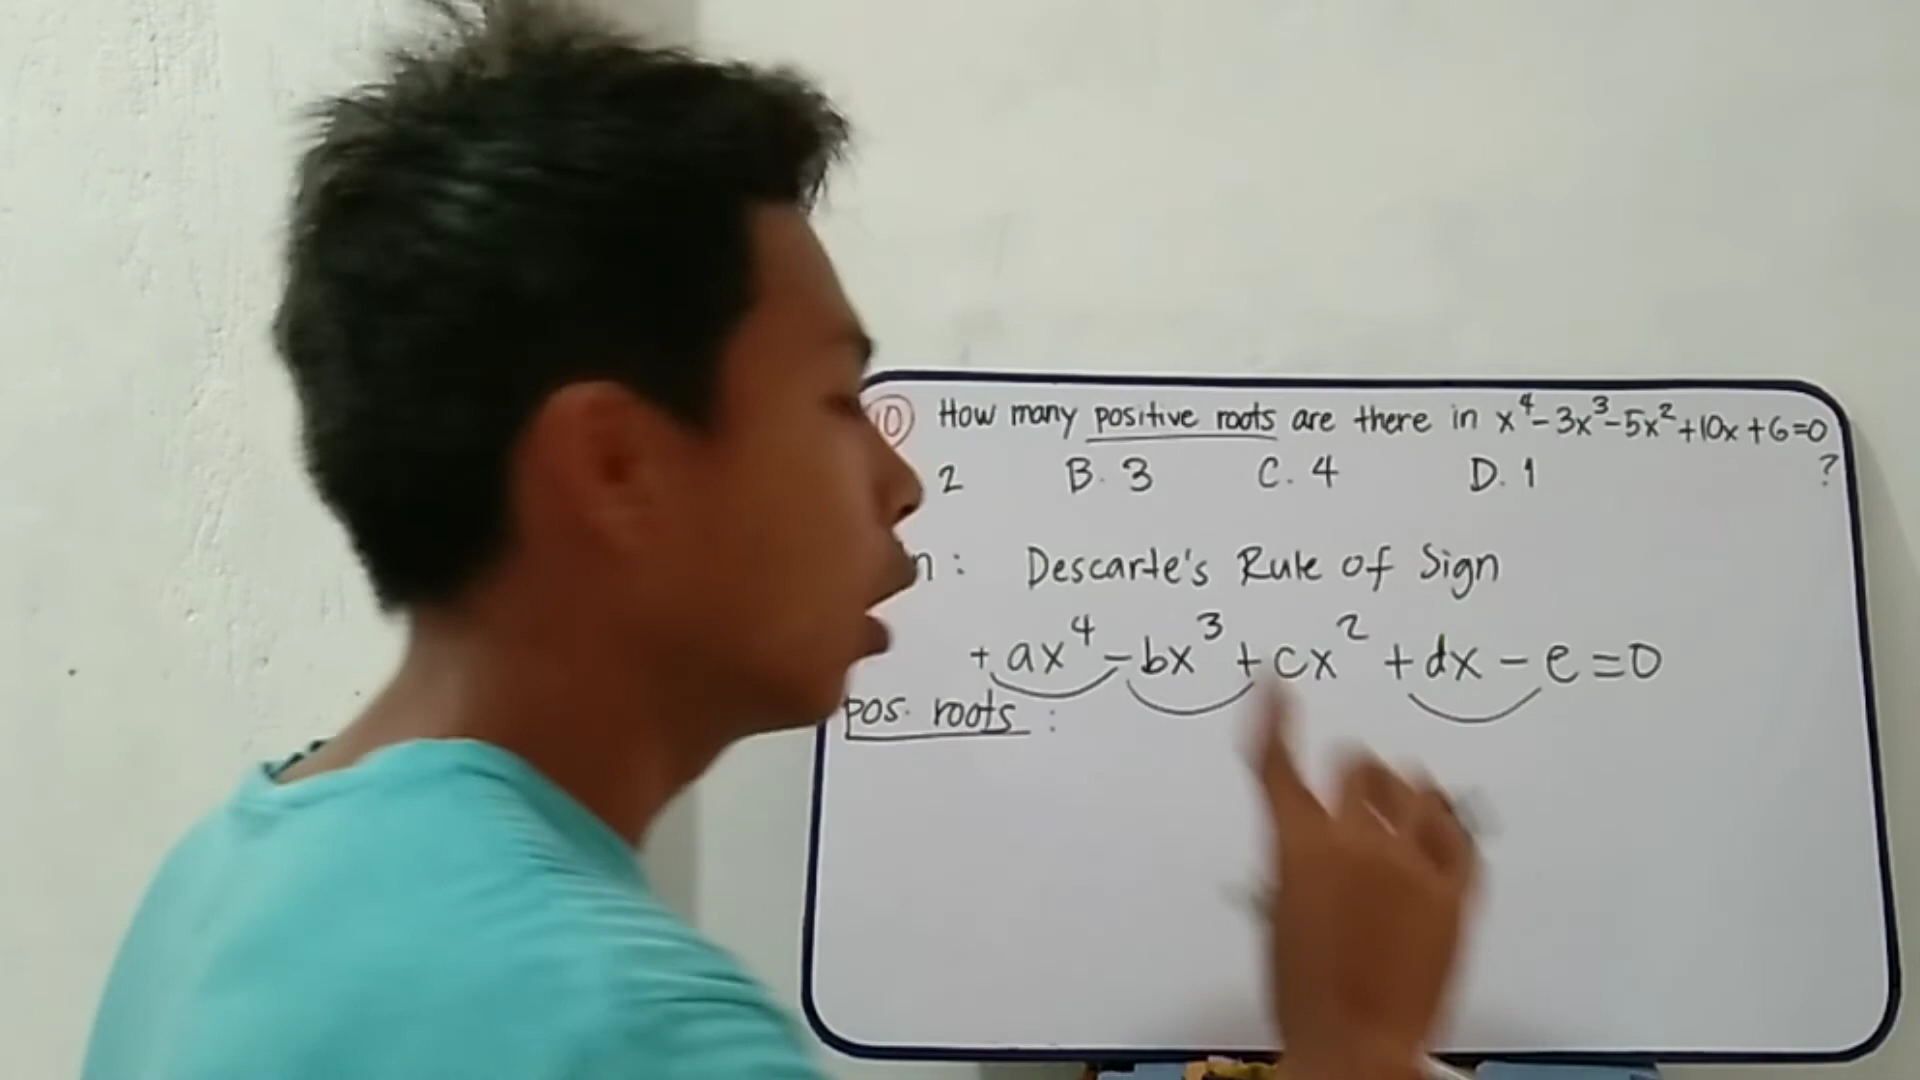 10 How many positive roots are there in x⁴-3x³-5x²+10x+6=0
2 B. 3 C. 4 D. 1 ?
n : Descarte's Rule of Sign
+ax⁴-bx³+cx²+dx-e=0
pos. roots :